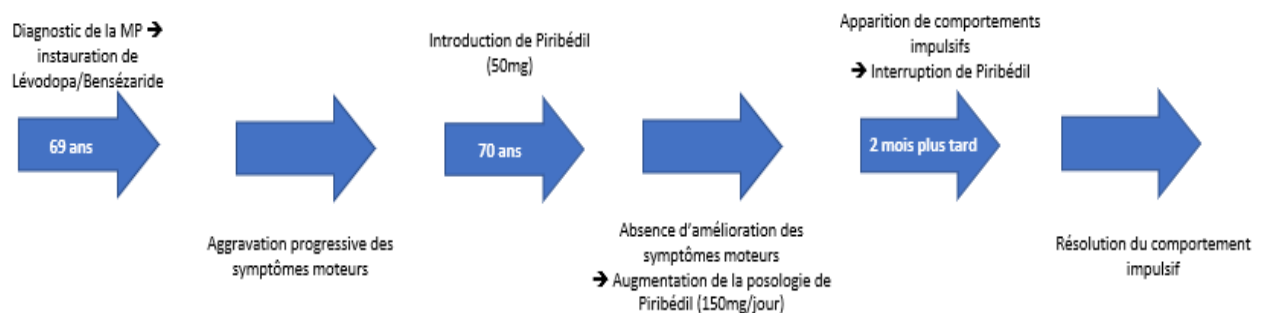 Diagnostic de la MP ➔
instauration de
Lévodopa/Bensézaride
69 ans
Aggravation progressive des
symptômes moteurs
Introduction de Piribédil
(50mg)
70 ans
Absence d'amélioration des
symptômes moteurs
➔ Augmentation de la posologie de
Piribédil (150mg/jour)
Apparition de comportements
impulsifs
➔ Interruption de Piribédil
2 mois plus tard
Résolution du comportement
impulsif